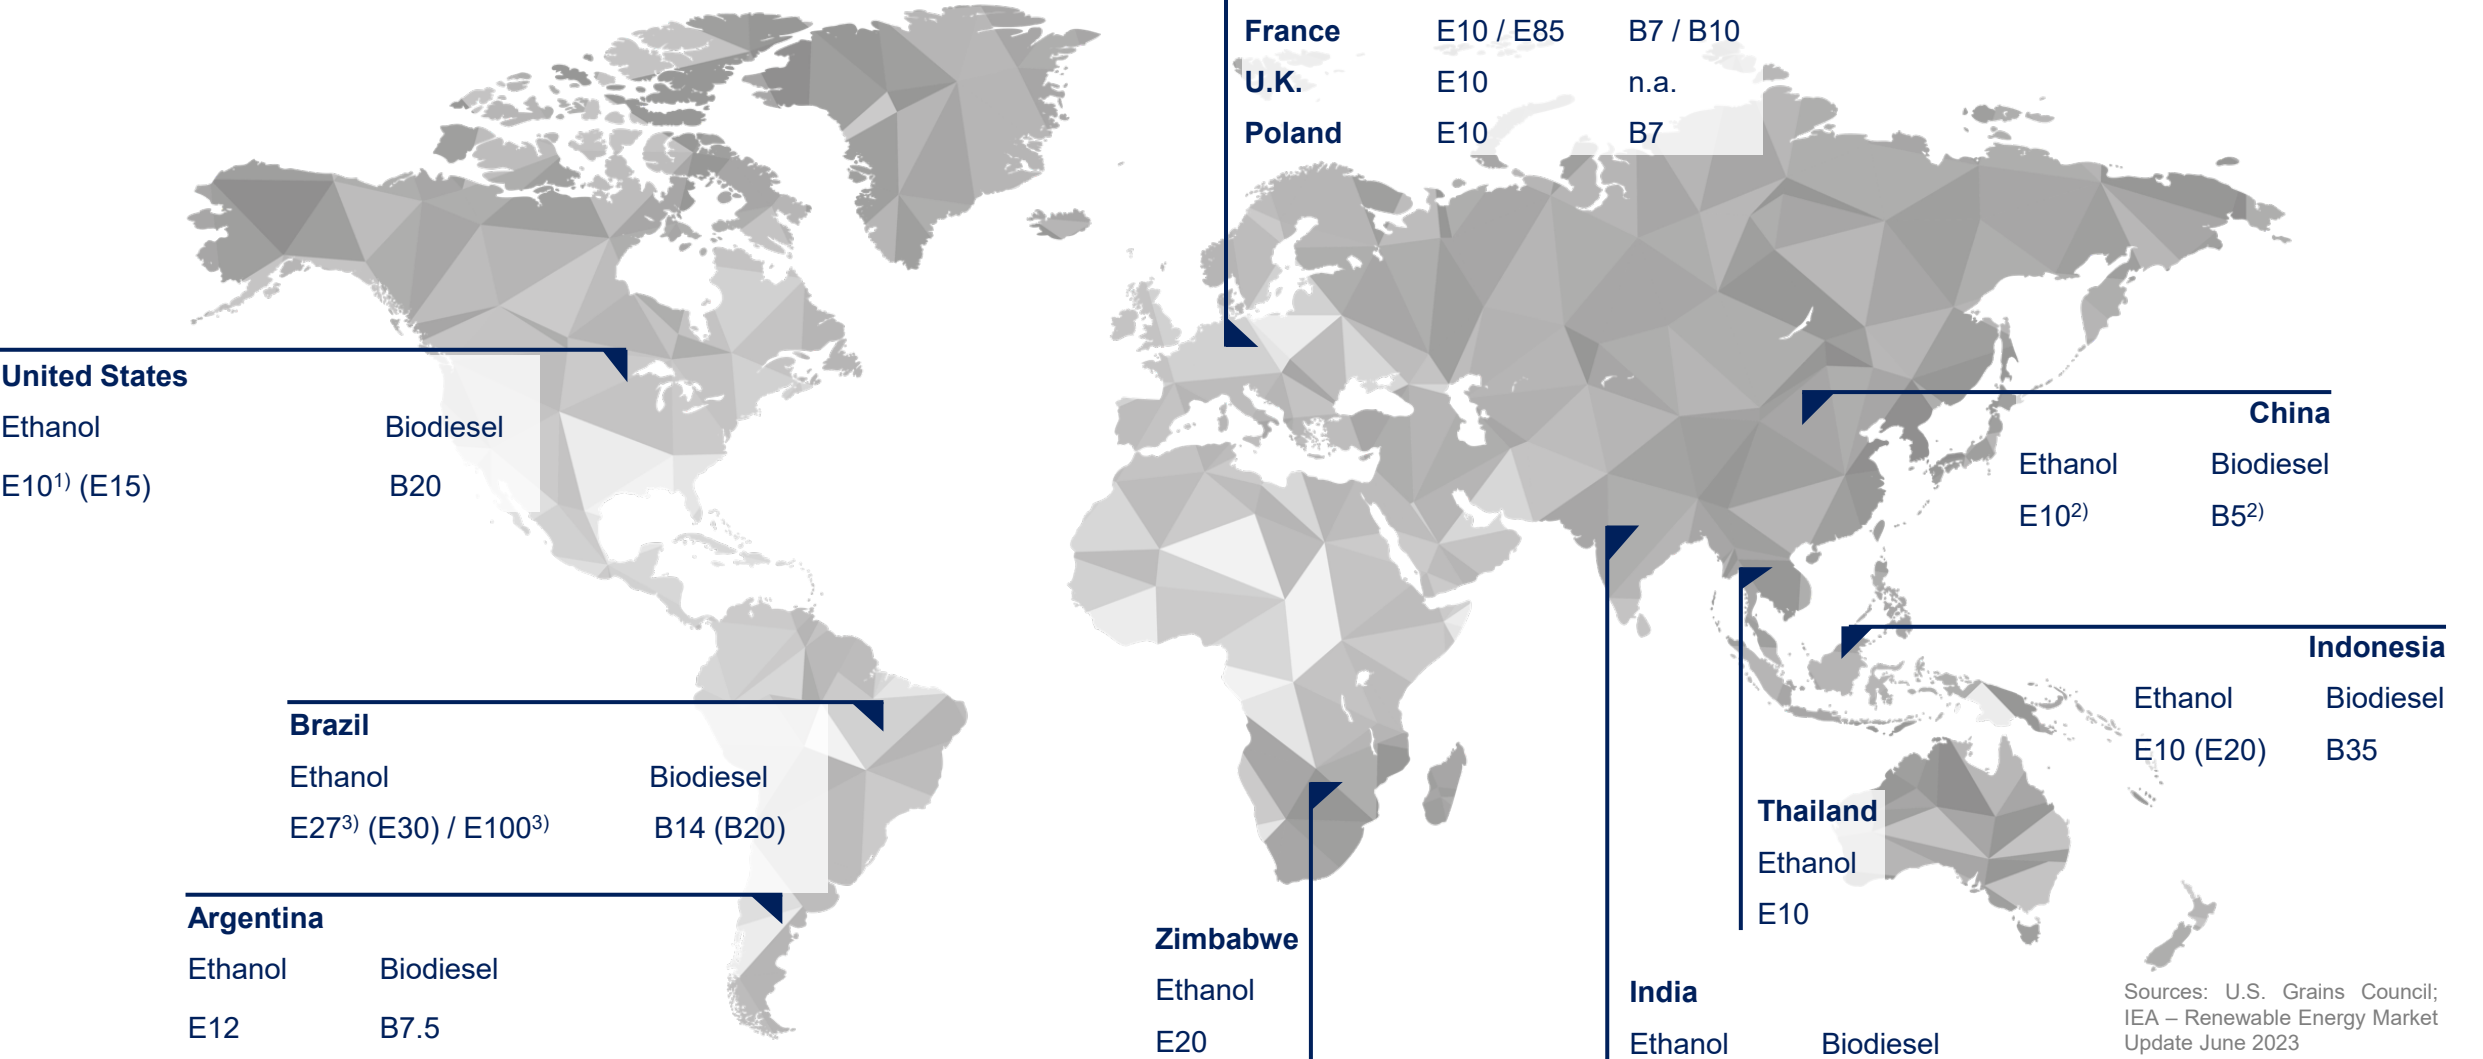 France E10 / E85 B7 / B10
U.K. E10 n.a.
Poland E10 B7
United States
Ethanol Biodiesel
E10¹⁾ (E15) B20
China
Ethanol Biodiesel
E10²⁾ B5²⁾
Indonesia
Ethanol Biodiesel
E10 (E20) B35
Brazil
Ethanol Biodiesel
E27³⁾ (E30) / E100³⁾ B14 (B20)
Thailand
Ethanol
E10
Argentina
Ethanol Biodiesel
E12 B7.5
Zimbabwe
Ethanol
E20
India
Ethanol Biodiesel
Sources: U.S. Grains Council;
IEA – Renewable Energy Market
Update June 2023